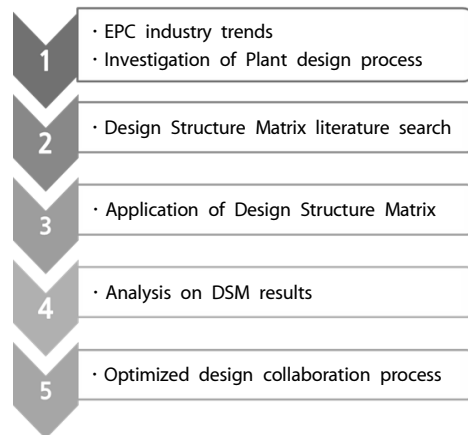 1
· EPC industry trends
· Investigation of Plant design process
2
· Design Structure Matrix literature search
3
· Application of Design Structure Matrix
4
· Analysis on DSM results
5
· Optimized design collaboration process